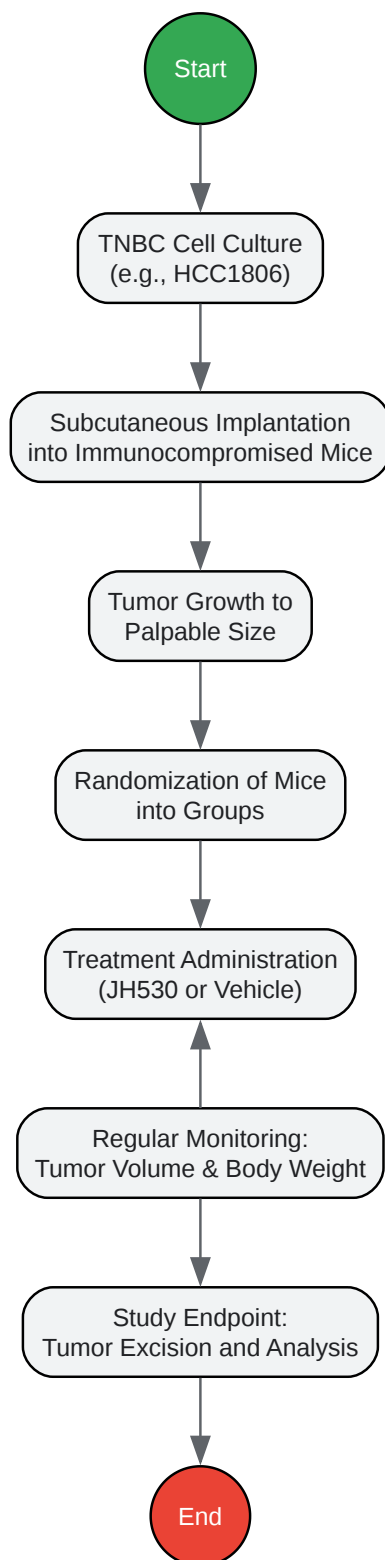 Start
TNBC Cell Culture
(e.g., HCC1806)
Subcutaneous Implantation
into Immunocompromised Mice
Tumor Growth to
Palpable Size
Randomization of Mice
into Groups
Treatment Administration
(JH530 or Vehicle)
Regular Monitoring:
Tumor Volume & Body Weight
Study Endpoint:
Tumor Excision and Analysis
End